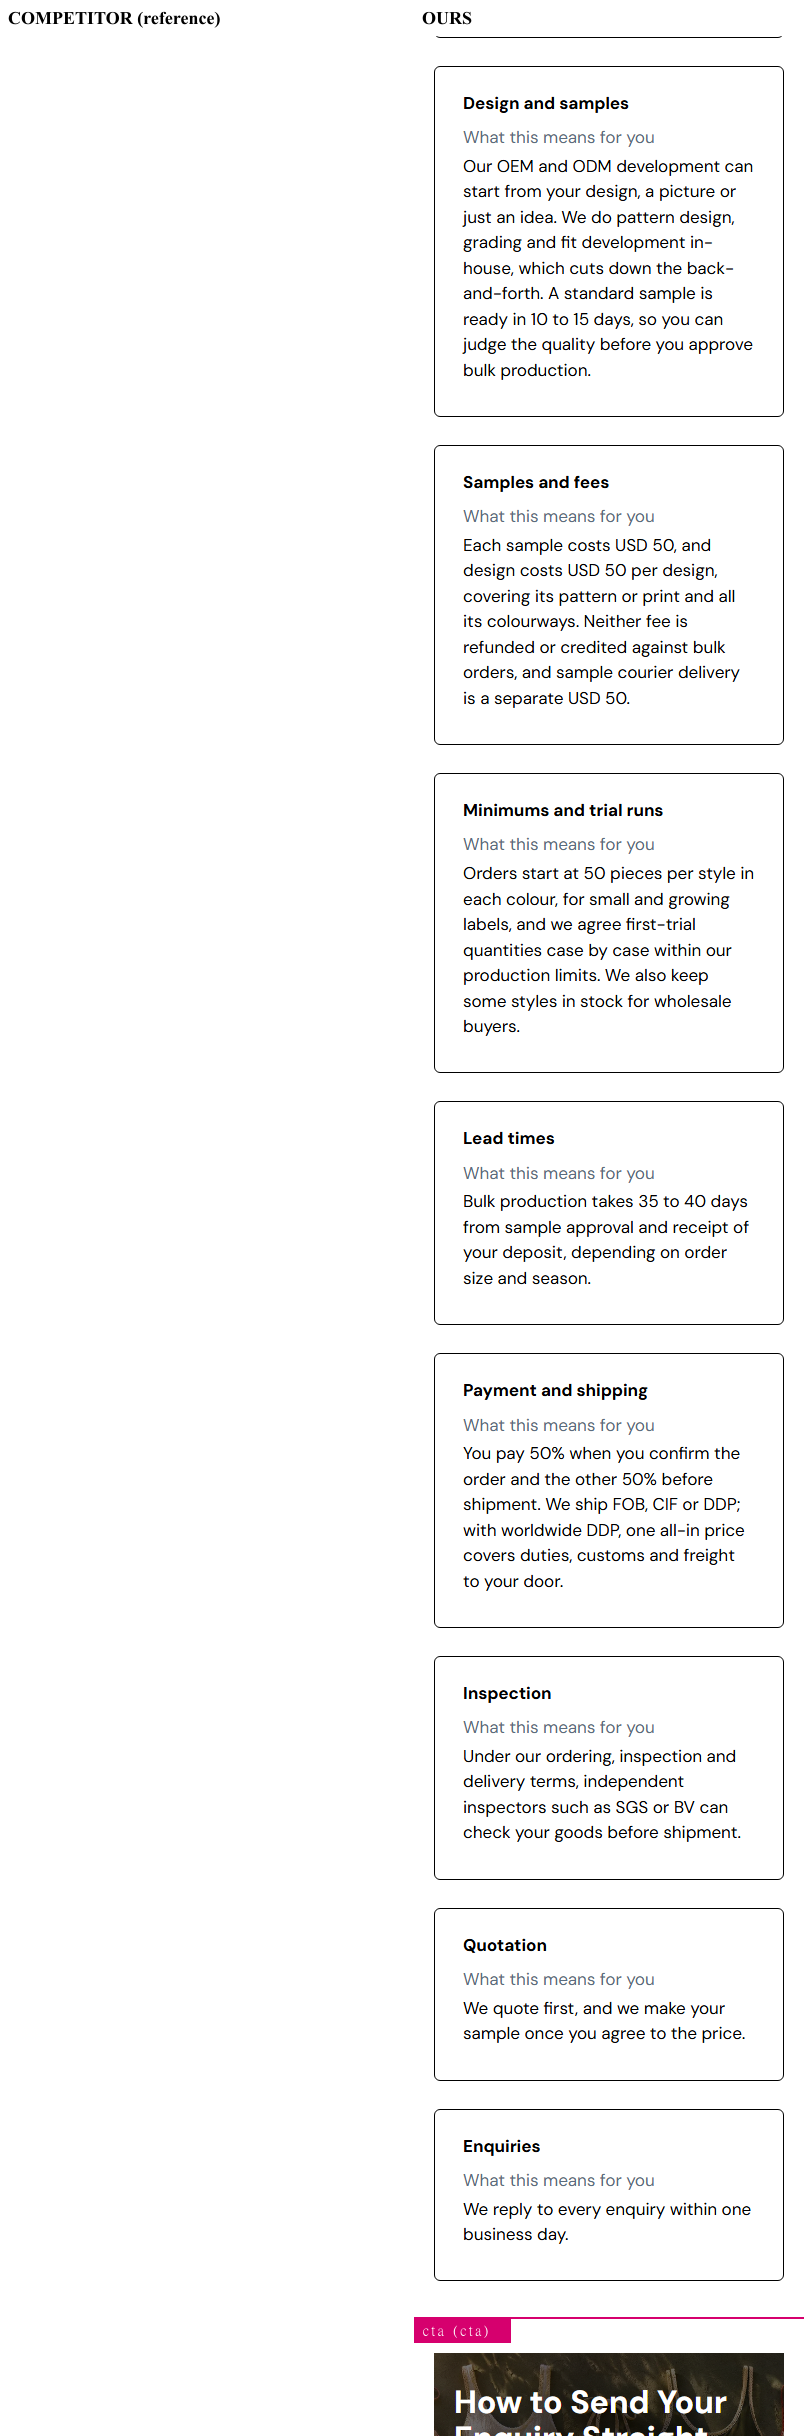 COMPETITOR (reference)
OURS
Design and samples
What this means for you
Our OEM and ODM development can
start from your design, a picture or
just an idea. We do pattern design,
grading and fit development in-
house, which cuts down the back-
and-forth. A standard sample is
ready in 10 to 15 days, so you can
judge the quality before you approve
bulk production.
Samples and fees
What this means for you
Each sample costs USD 50, and
design costs USD 50 per design,
covering its pattern or print and all
its colourways. Neither fee is
refunded or credited against bulk
orders, and sample courier delivery
is a separate USD 50.
Minimums and trial runs
What this means for you
Orders start at 50 pieces per style in
each colour, for small and growing
labels, and we agree first-trial
quantities case by case within our
production limits. We also keep
some styles in stock for wholesale
buyers.
Lead times
What this means for you
Bulk production takes 35 to 40 days
from sample approval and receipt of
your deposit, depending on order
size and season.
Payment and shipping
What this means for you
You pay 50% when you confirm the
order and the other 50% before
shipment. We ship FOB, CIF or DDP;
with worldwide DDP, one all-in price
covers duties, customs and freight
to your door.
Inspection
What this means for you
Under our ordering, inspection and
delivery terms, independent
inspectors such as SGS or BV can
check your goods before shipment.
Quotation
What this means for you
We quote first, and we make your
sample once you agree to the price.
Enquiries
What this means for you
We reply to every enquiry within one
business day.
cta (cta)
How to Send Your
Enquiry Straight